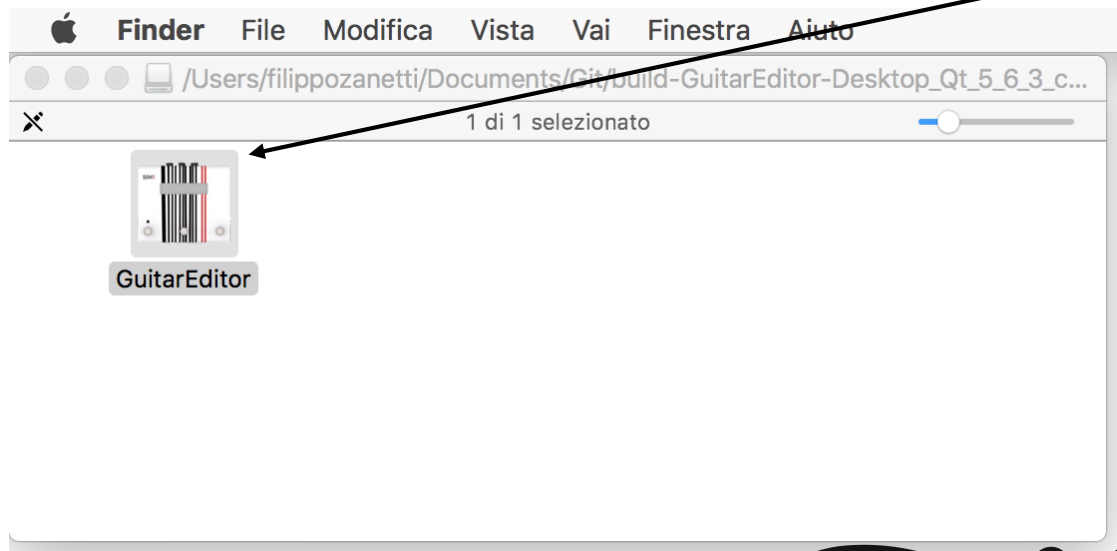 Finder File Modifica Vista Vai Finestra Aiuto
/Users/filippozanetti/Documents/Git/build-GuitarEditor-Desktop_Qt_5_6_3_c...
1 di 1 selezionato
GuitarEditor